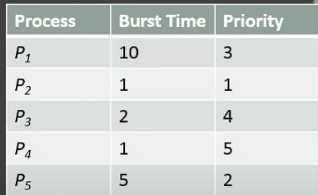 Process Burst Time Priority
P1 10 3
P2 1 1
P3 2 4
P4 1 5
P5 5 2